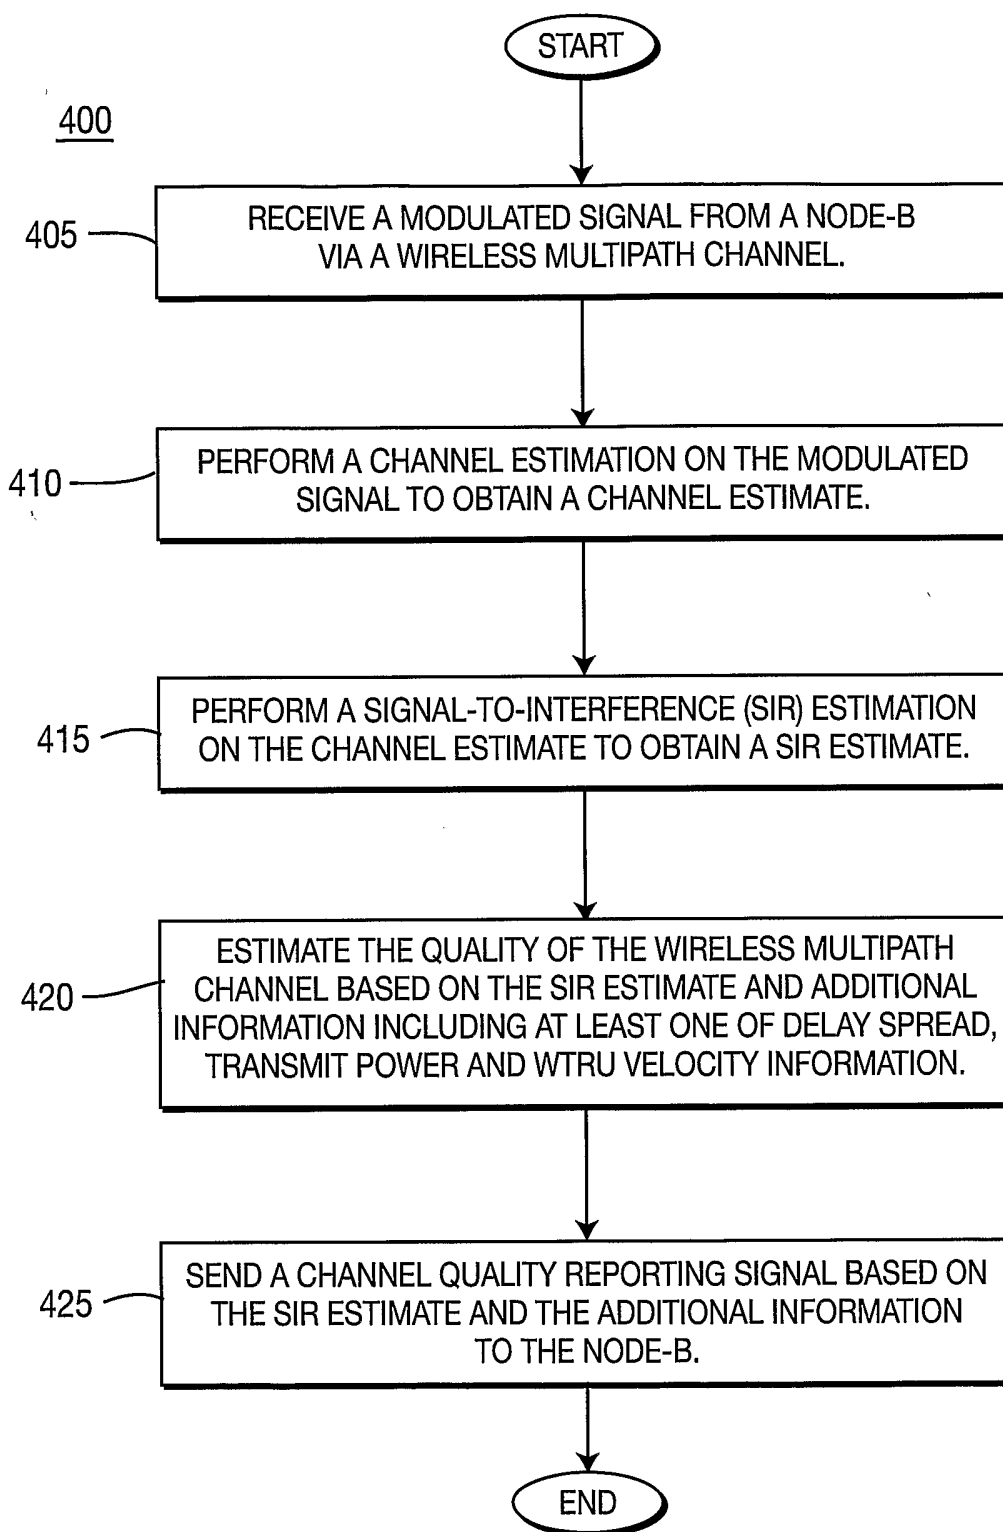 START
400
405
RECEIVE A MODULATED SIGNAL FROM A NODE-B
VIA A WIRELESS MULTIPATH CHANNEL.
410
PERFORM A CHANNEL ESTIMATION ON THE MODULATED
SIGNAL TO OBTAIN A CHANNEL ESTIMATE.
415
PERFORM A SIGNAL-TO-INTERFERENCE (SIR) ESTIMATION
ON THE CHANNEL ESTIMATE TO OBTAIN A SIR ESTIMATE.
420
ESTIMATE THE QUALITY OF THE WIRELESS MULTIPATH
CHANNEL BASED ON THE SIR ESTIMATE AND ADDITIONAL
INFORMATION INCLUDING AT LEAST ONE OF DELAY SPREAD,
TRANSMIT POWER AND WTRU VELOCITY INFORMATION.
425
SEND A CHANNEL QUALITY REPORTING SIGNAL BASED ON
THE SIR ESTIMATE AND THE ADDITIONAL INFORMATION
TO THE NODE-B.
END